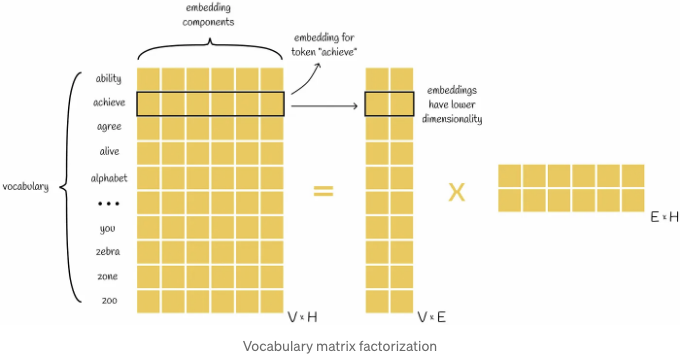 embedding
components
embedding for
token "achieve"
ability
achieve
agree
alive
alphabet
...
you
zebra
zone
zoo
vocabulary
embeddings
have lower
dimensionality
=
x
V x H
V x E
E x H
Vocabulary matrix factorization